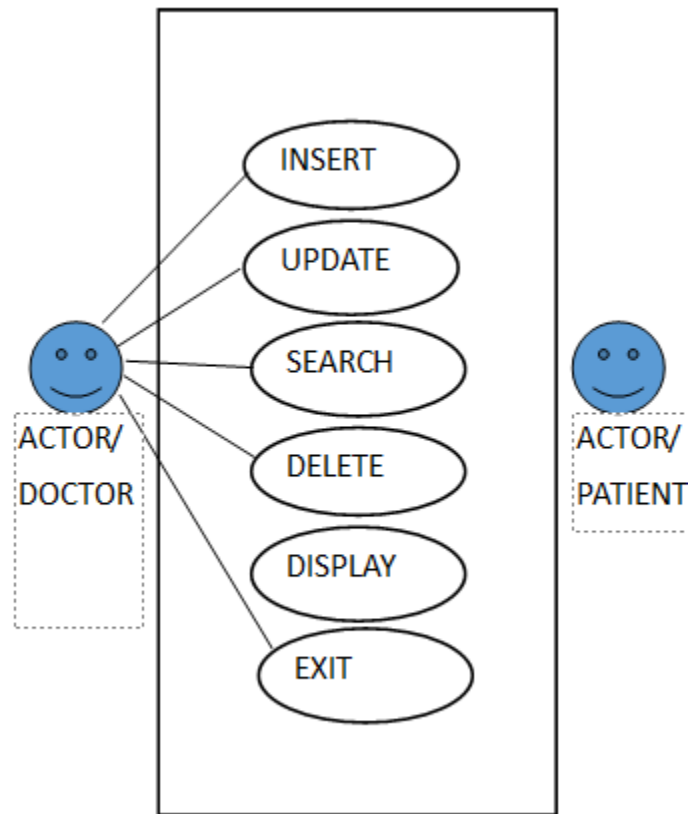 INSERT
UPDATE
SEARCH
DELETE
DISPLAY
EXIT
ACTOR/
DOCTOR
ACTOR/
PATIENT